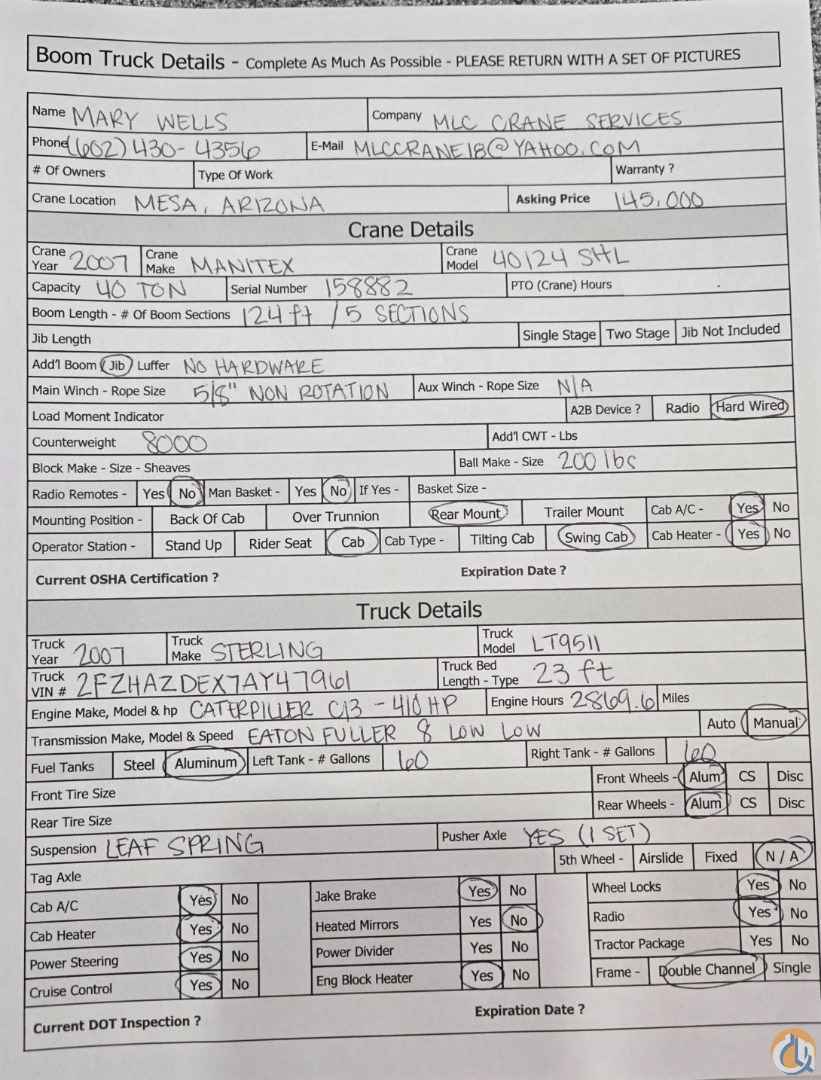 Boom Truck Details - Complete As Much As Possible - PLEASE RETURN WITH A SET OF PICTURES
Name MARY WELLS Company MLC CRANE SERVICES
Phone (602) 430-4356 E-Mail MLCCRANE18@YAHOO.COM
# Of Owners Type Of Work Warranty ?
Crane Location MESA, ARIZONA Asking Price 145,000
Crane Details
Crane Year 2007 Crane Make MANITEX Crane Model 40124 SHL
Capacity 40 TON Serial Number 158882 PTO (Crane) Hours
Boom Length - # Of Boom Sections 124 ft / 5 SECTIONS
Jib Length Single Stage Two Stage Jib Not Included
Add'l Boom Jib Luffer NO HARDWARE
Main Winch - Rope Size 5/8" NON ROTATION Aux Winch - Rope Size N/A
Load Moment Indicator A2B Device ? Radio Hard Wired
Counterweight 8000 Add'l CWT - Lbs
Block Make - Size - Sheaves Ball Make - Size 200 lbs
Radio Remotes - Yes No Man Basket - Yes No If Yes - Basket Size -
Mounting Position - Back Of Cab Over Trunnion Rear Mount Trailer Mount Cab A/C - Yes No
Operator Station - Stand Up Rider Seat Cab Cab Type - Tilting Cab Swing Cab Cab Heater - Yes No
Current OSHA Certification ? Expiration Date ?
Truck Details
Truck Year 2007 Truck Make STERLING Truck Model LT9511
Truck VIN # 2FZHAZDEX7AY47961 Truck Bed Length - Type 23 ft
Engine Make, Model & hp CATERPILLER C13 - 410 HP Engine Hours 28869.6 Miles
Transmission Make, Model & Speed EATON FULLER 8 LOW LOW Auto Manual
Fuel Tanks Steel Aluminum Left Tank - # Gallons 60 Right Tank - # Gallons 60
Front Tire Size Front Wheels - Alum CS Disc
Rear Tire Size Rear Wheels - Alum CS Disc
Suspension LEAF SPRING Pusher Axle YES (1 SET)
Tag Axle 5th Wheel - Airslide Fixed N / A
Cab A/C Yes No Jake Brake Yes No Wheel Locks Yes No
Cab Heater Yes No Heated Mirrors Yes No Radio Yes No
Power Steering Yes No Power Divider Yes No Tractor Package Yes No
Cruise Control Yes No Eng Block Heater Yes No Frame - Double Channel Single
Current DOT Inspection ? Expiration Date ?